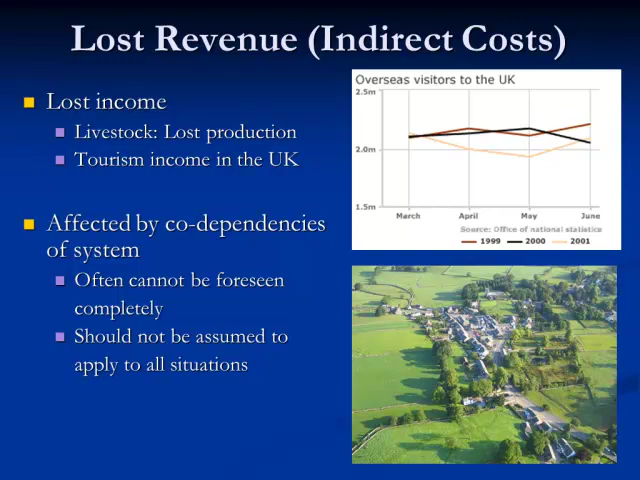 Lost Revenue (Indirect Costs)
Lost income
Livestock: Lost production
Tourism income in the UK
Affected by co-dependencies
of system
Often cannot be foreseen
completely
Should not be assumed to
apply to all situations
Overseas visitors to the UK
2.5m
2.0m
1.5m
March April May June
Source: Office of national statistics
1999 2000 2001